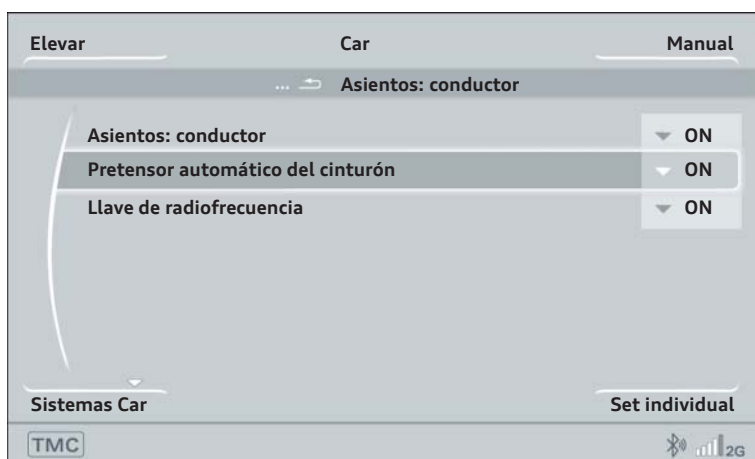 Elevar Car Manual
... Asientos: conductor
Asientos: conductor ON
Pretensor automático del cinturón ON
Llave de radiofrecuencia ON
Sistemas Car Set individual
TMC 2G